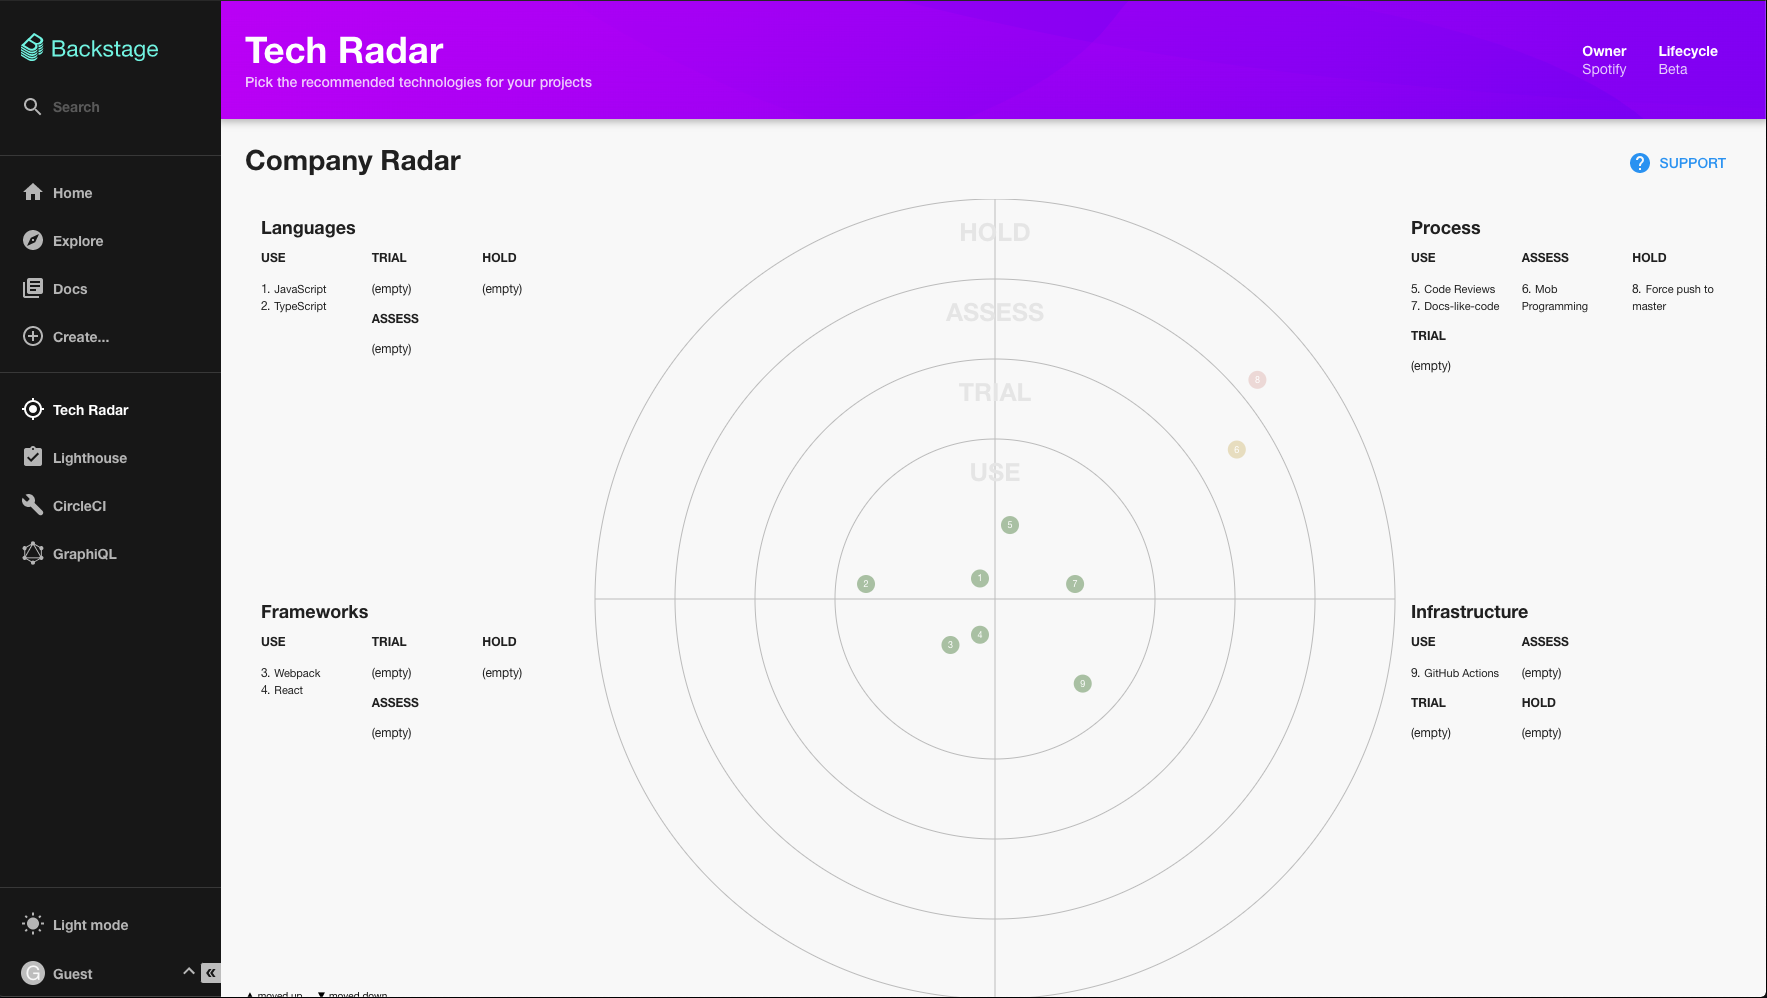 Backstage
Search
Home
Explore
Docs
Create...
Tech Radar
Lighthouse
CircleCI
GraphiQL
Light mode
G Guest
«
Tech Radar
Pick the recommended technologies for your projects
Owner
Spotify
Lifecycle
Beta
Company Radar
? SUPPORT
Languages
USE
1. JavaScript
2. TypeScript
TRIAL
(empty)
ASSESS
(empty)
HOLD
(empty)
Frameworks
USE
3. Webpack
4. React
TRIAL
(empty)
ASSESS
(empty)
HOLD
(empty)
HOLD
ASSESS
TRIAL
USE
8
6
5
2
1
7
3
4
9
Process
USE
5. Code Reviews
7. Docs-like-code
TRIAL
(empty)
ASSESS
6. Mob
Programming
HOLD
8. Force push to
master
Infrastructure
USE
9. GitHub Actions
TRIAL
(empty)
ASSESS
(empty)
HOLD
(empty)
▲ moved up ▼ moved down